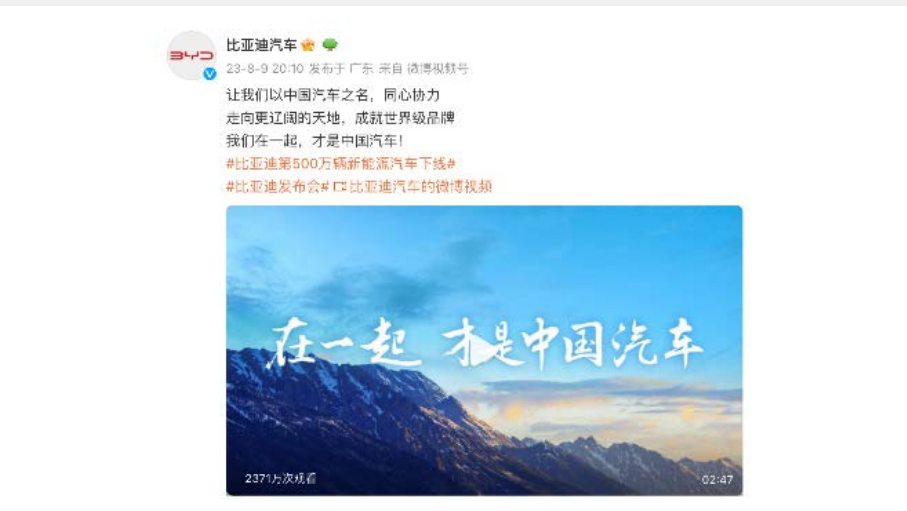 BYD
比亚迪汽车
23-8-9 20:10 发布于 广东 来自 微博视频号
让我们以中国汽车之名，同心协力
走向更辽阔的天地，成就世界级品牌
我们在一起，才是中国汽车！
#比亚迪第500万辆新能源汽车下线#
#比亚迪发布会# 比亚迪汽车的微博视频
在一起 才是中国汽车
2371万次观看
02:47